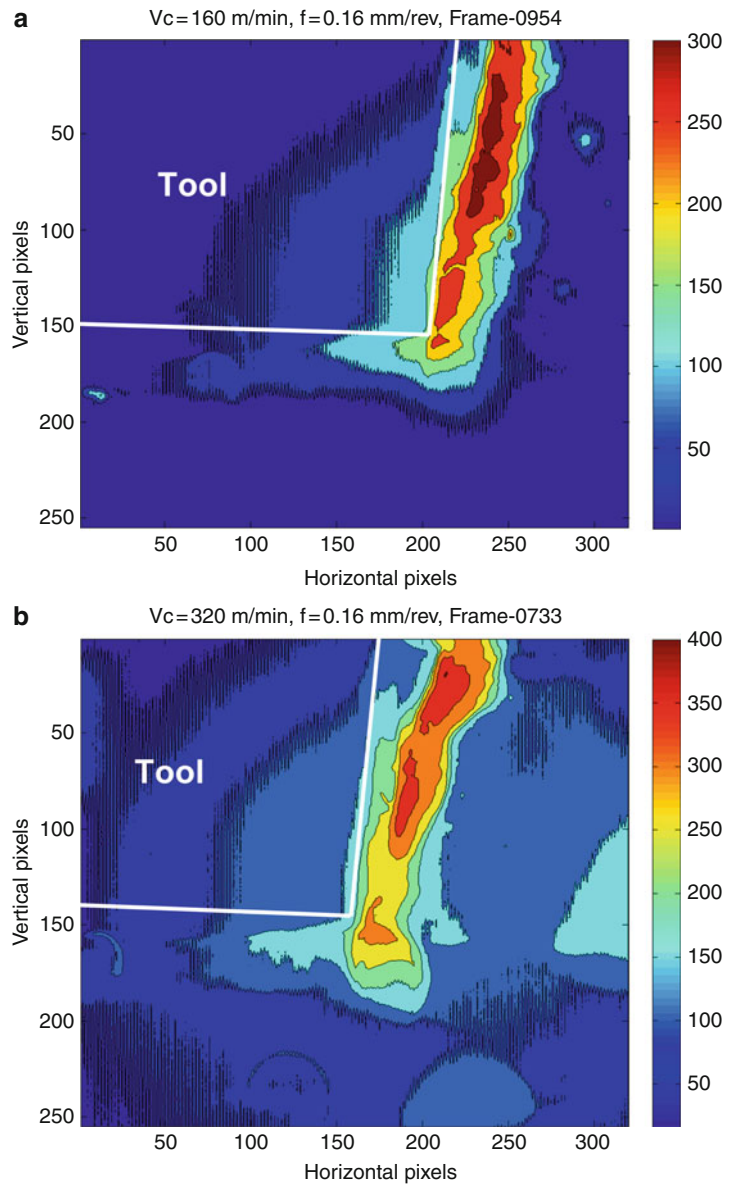 a
Vc=160 m/min, f=0.16 mm/rev, Frame-0954
300
250
200
150
100
50
Tool
50
100
150
200
250
Vertical pixels
50 100 150 200 250 300
Horizontal pixels
b
Vc=320 m/min, f=0.16 mm/rev, Frame-0733
400
350
300
250
200
150
100
50
Tool
50
100
150
200
250
Vertical pixels
50 100 150 200 250 300
Horizontal pixels